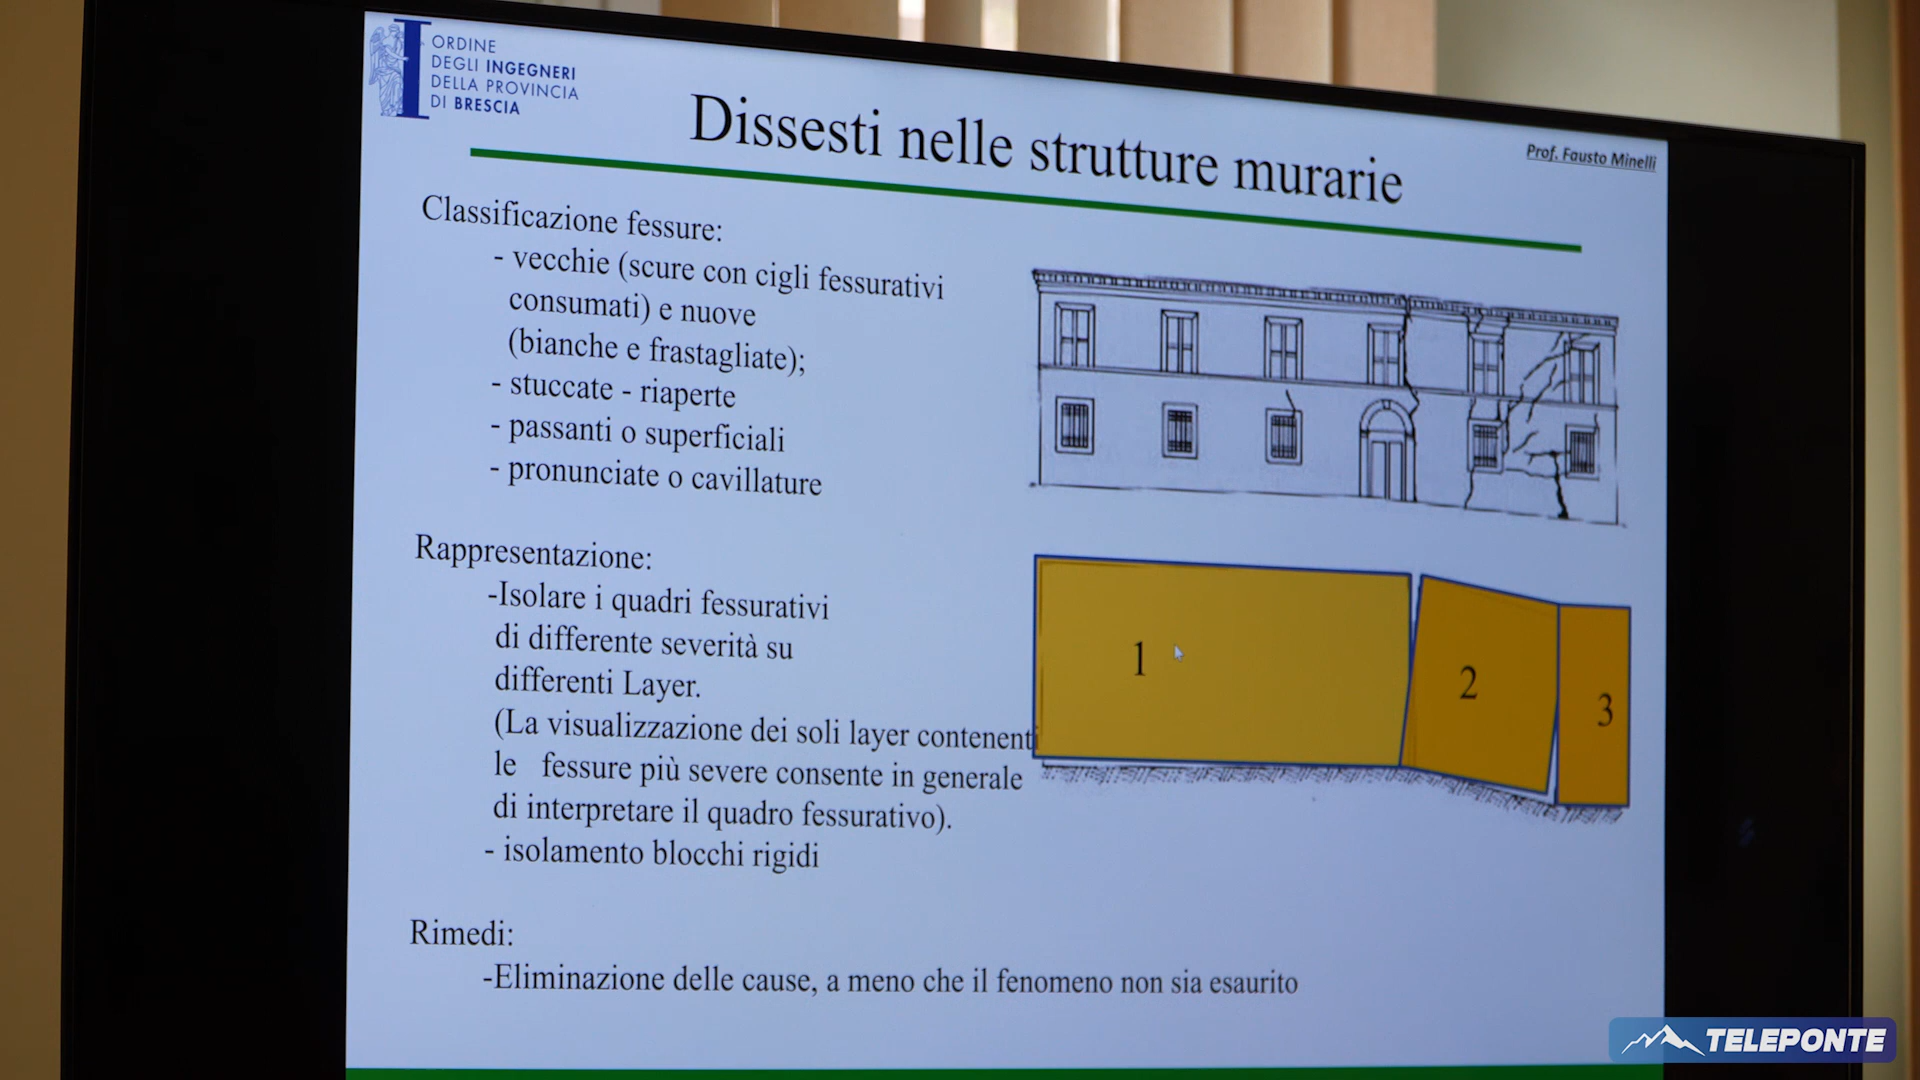 ORDINE
DEGLI INGEGNERI
DELLA PROVINCIA
DI BRESCIA
Dissesti nelle strutture murarie
Prof. Fausto Minelli
Classificazione fessure:
- vecchie (scure con cigli fessurativi
consumati) e nuove
(bianche e frastagliate);
- stuccate - riaperte
- passanti o superficiali
- pronunciate o cavillature
Rappresentazione:
-Isolare i quadri fessurativi
di differente severità su
differenti Layer.
(La visualizzazione dei soli layer contenenti
le fessure più severe consente in generale
di interpretare il quadro fessurativo).
- isolamento blocchi rigidi
1
2
3
Rimedi:
-Eliminazione delle cause, a meno che il fenomeno non sia esaurito
TELEPONTE